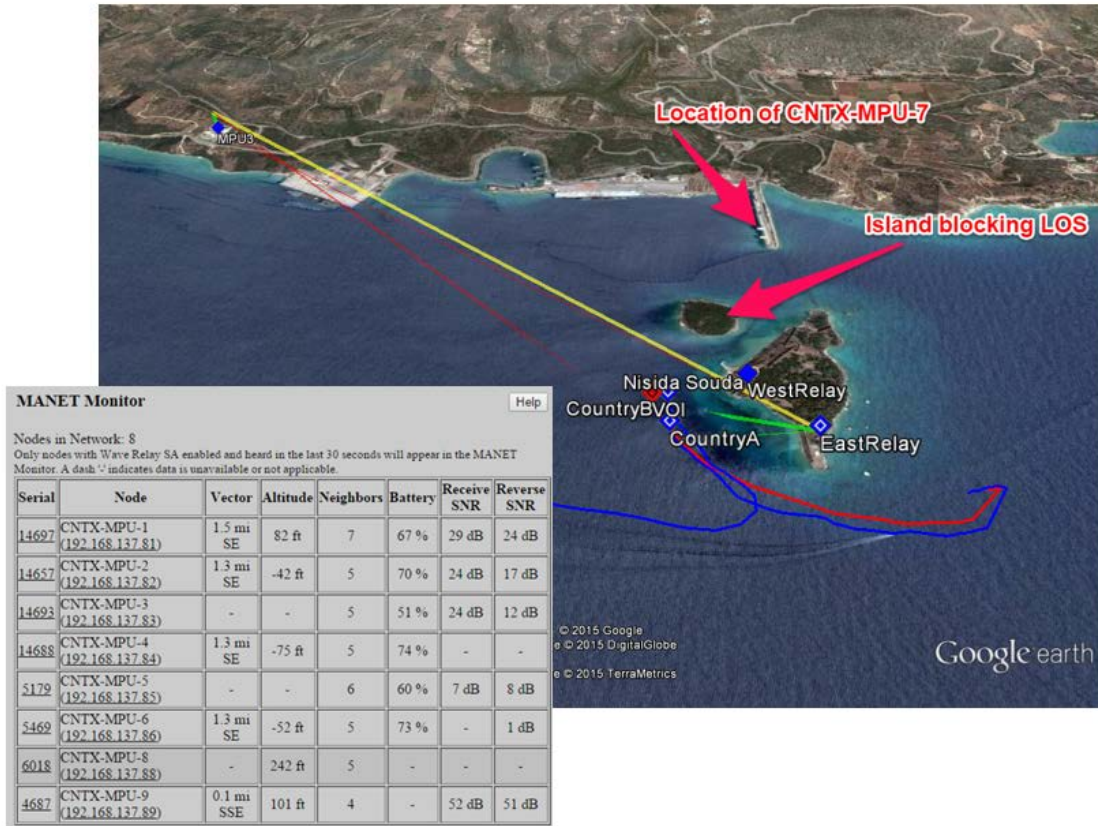 Location of CNTX-MPU-7
MPU3
Island blocking LOS
Nisida Souda
WestRelay
CountryBVOI
CountryA
EastRelay
© 2015 Google
e © 2015 DigitalGlobe
e © 2015 TerraMetrics
Google earth
MANET Monitor
Help
Nodes in Network: 8
Only nodes with Wave Relay SA enabled and heard in the last 30 seconds will appear in the MANET
Monitor. A dash '-' indicates data is unavailable or not applicable.
Serial Node Vector Altitude Neighbors Battery Receive SNR Reverse SNR
14697 CNTX-MPU-1 (192.168.137.81) 1.5 mi SE 82 ft 7 67 % 29 dB 24 dB
14657 CNTX-MPU-2 (192.168.137.82) 1.3 mi SE -42 ft 5 70 % 24 dB 17 dB
14693 CNTX-MPU-3 (192.168.137.83) - - 5 51 % 24 dB 12 dB
14688 CNTX-MPU-4 (192.168.137.84) 1.3 mi SE -75 ft 5 74 % - -
5179 CNTX-MPU-5 (192.168.137.85) - - 6 60 % 7 dB 8 dB
5469 CNTX-MPU-6 (192.168.137.86) 1.3 mi SE -52 ft 5 73 % - 1 dB
6018 CNTX-MPU-8 (192.168.137.88) - 242 ft 5 - - -
4687 CNTX-MPU-9 (192.168.137.89) 0.1 mi SSE 101 ft 4 - 52 dB 51 dB